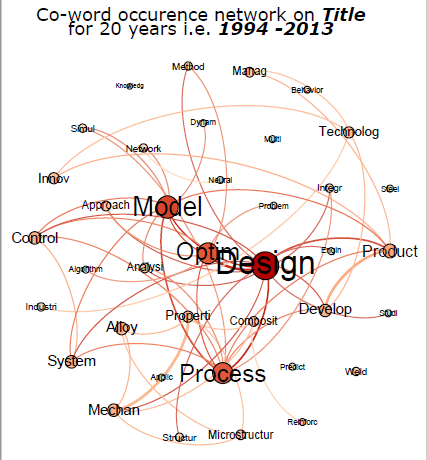 Co-word occurence network on Title
for 20 years i.e. 1994 -2013
Method
Manag
Knowledg
Behavior
Simul
Dynam
Technolog
Multi
Network
Innov
Neural
Integr
Steel
Approach
Model
Problem
Control
Optim
Design
Engin
Product
Algorithm
Analysi
Industri
Properti
Composit
Develop
Studi
Alloy
System
Process
Applic
Predict
Weld
Mechan
Reinforc
Structur
Microstructur